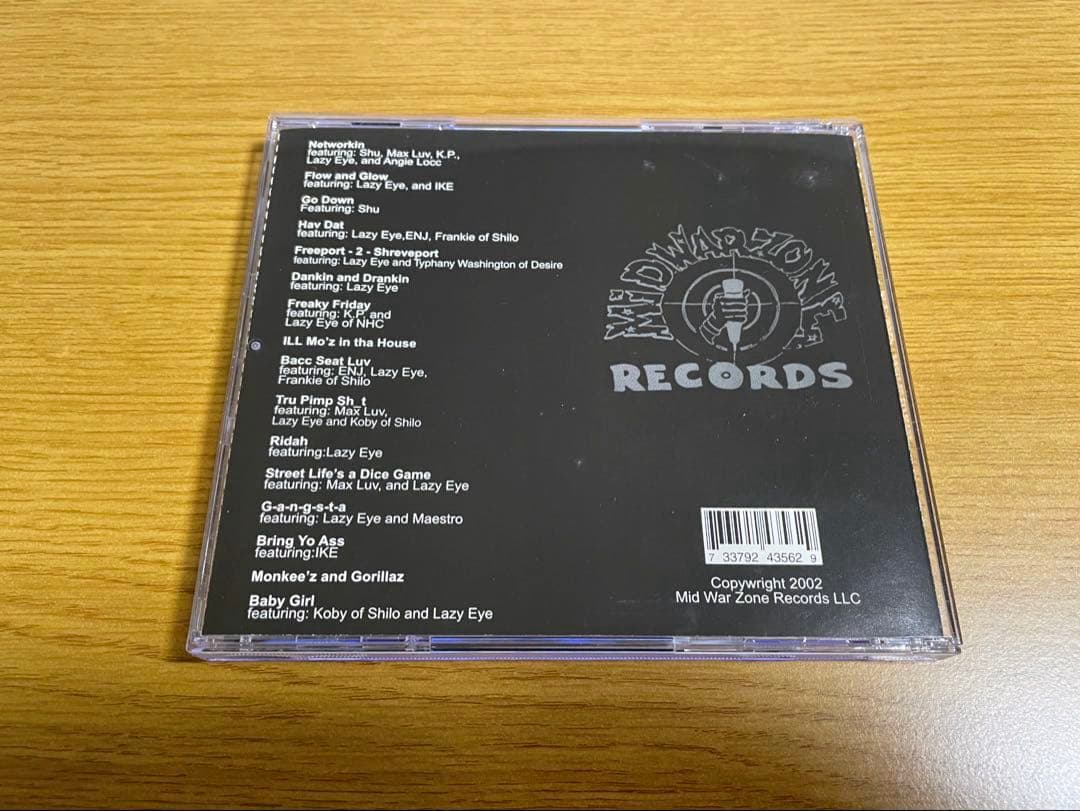 Networkin
featuring: Shu, Max Luv, K.P.,
Lazy Eye, and Angie Locc
Flow and Glow
featuring: Lazy Eye, and IKE
Go Down
Featuring: Shu
Hav Dat
featuring: Lazy Eye,ENJ, Frankie of Shilo
Freeport - 2 - Shreveport
featuring: Lazy Eye and Typhany Washington of Desire
Dankin and Drankin
featuring: Lazy Eye
Freaky Friday
featuring: K.P. and
Lazy Eye of NHC
ILL Mo'z in tha House
Bacc Seat Luv
featuring: ENJ, Lazy Eye,
Frankie of Shilo
Tru Pimp Sh_t
featuring: Max Luv,
Lazy Eye and Koby of Shilo
Ridah
featuring:Lazy Eye
Street Life's a Dice Game
featuring: Max Luv, and Lazy Eye
G-a-n-g-s-t-a
featuring: Lazy Eye and Maestro
Bring Yo Ass
featuring:IKE
Monkee'z and Gorillaz
Baby Girl
featuring: Koby of Shilo and Lazy Eye
MID WAR ZONE
RECORDS
7 33792 43562 9
Copywright 2002
Mid War Zone Records LLC